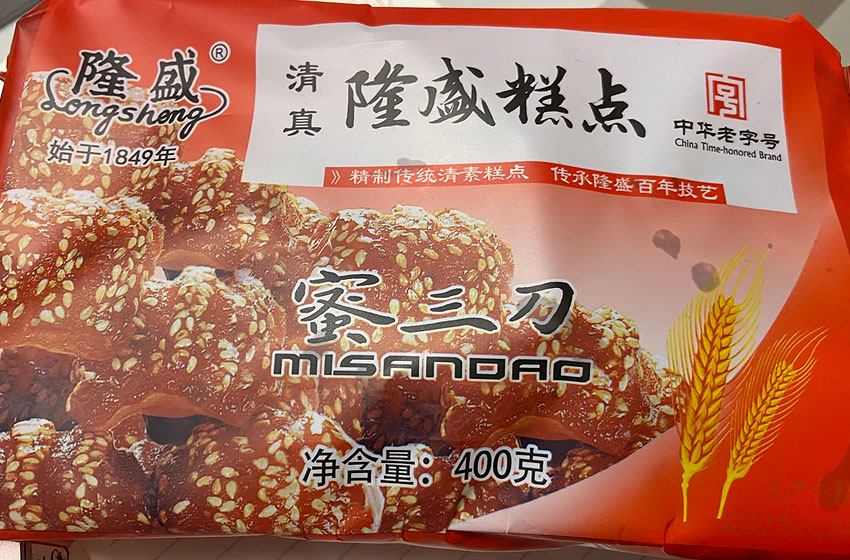 隆盛®
Longsheng
始于1849年
清真
隆盛糕点
中华老字号
China Time-honored Brand
》精制传统清素糕点 传承隆盛百年技艺
蜜三刀
MISANDAO
净含量：400克